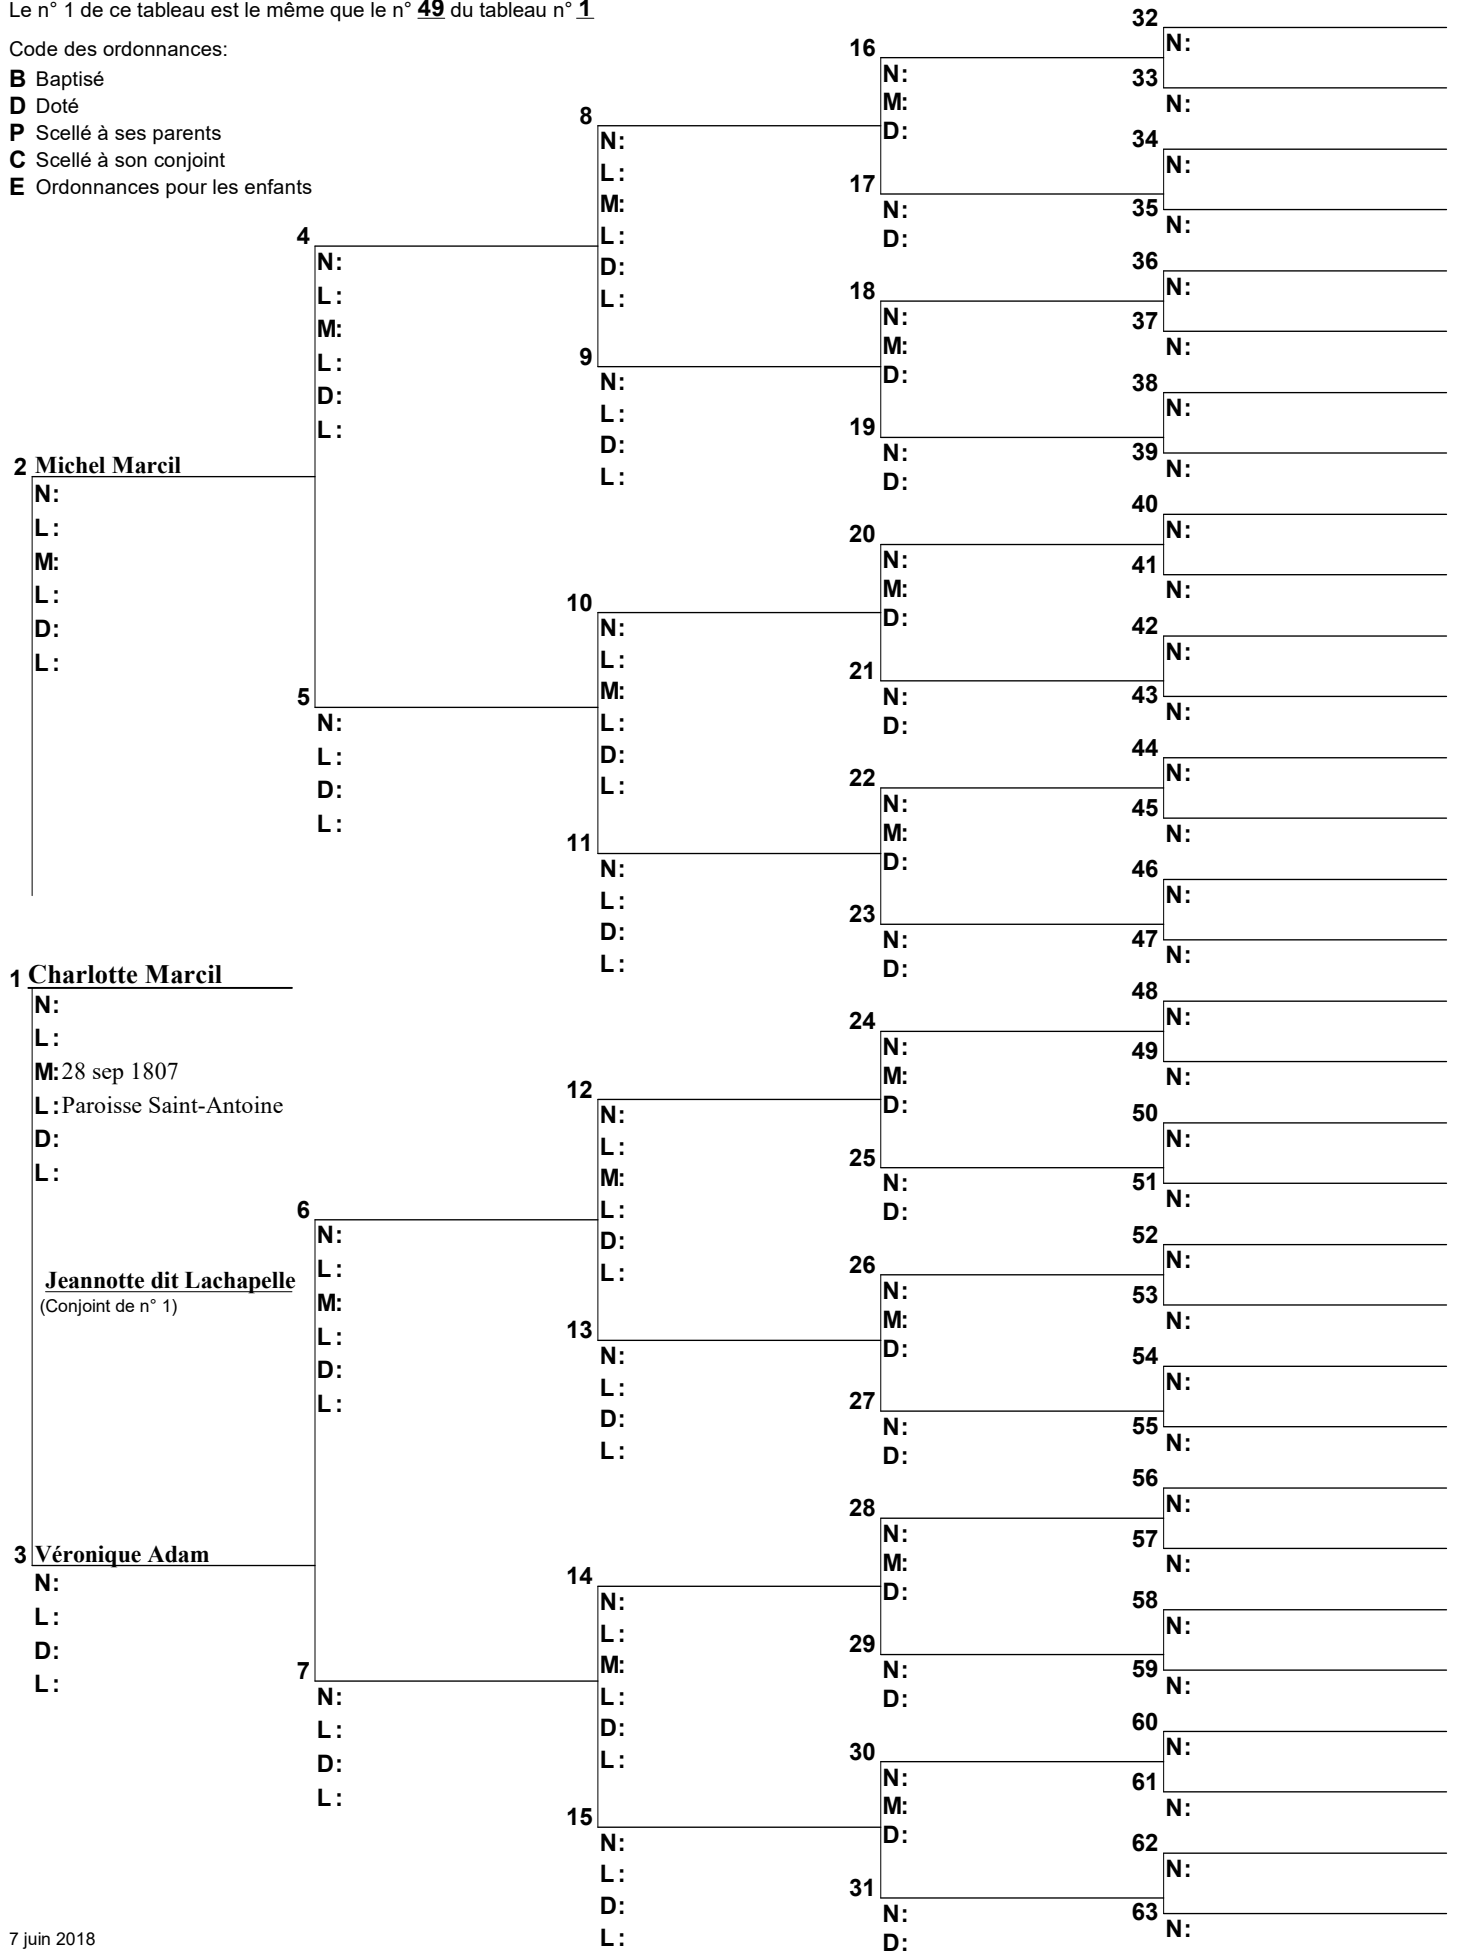 Le n° 1 de ce tableau est le même que le n° 49 du tableau n° 1
Code des ordonnances:
B Baptisé
D Doté
P Scellé à ses parents
C Scellé à son conjoint
E Ordonnances pour les enfants
2 Michel Marcil
N:
L:
M:
L:
D:
L:
1 Charlotte Marcil
N:
L:
M: 28 sep 1807
L: Paroisse Saint-Antoine
D:
L:
Jeannotte dit Lachapelle
(Conjoint de n° 1)
3 Véronique Adam
N:
L:
D:
L:
4
N:
L:
M:
L:
D:
L:
5
N:
L:
D:
L:
6
N:
L:
M:
L:
D:
L:
7
N:
L:
D:
L:
8
N:
L:
M:
L:
D:
L:
9
N:
L:
D:
L:
10
N:
L:
M:
L:
D:
L:
11
N:
L:
D:
L:
12
N:
L:
M:
L:
D:
L:
13
N:
L:
D:
L:
14
N:
L:
M:
L:
D:
L:
15
N:
L:
D:
L:
16
N:
M:
D:
17
N:
D:
18
N:
M:
D:
19
N:
D:
20
N:
M:
D:
21
N:
D:
22
N:
M:
D:
23
N:
D:
24
N:
M:
D:
25
N:
D:
26
N:
M:
D:
27
N:
D:
28
N:
M:
D:
29
N:
D:
30
N:
M:
D:
31
N:
D:
32
N:
33
N:
34
N:
35
N:
36
N:
37
N:
38
N:
39
N:
40
N:
41
N:
42
N:
43
N:
44
N:
45
N:
46
N:
47
N:
48
N:
49
N:
50
N:
51
N:
52
N:
53
N:
54
N:
55
N:
56
N:
57
N:
58
N:
59
N:
60
N:
61
N:
62
N:
63
N:
7 juin 2018